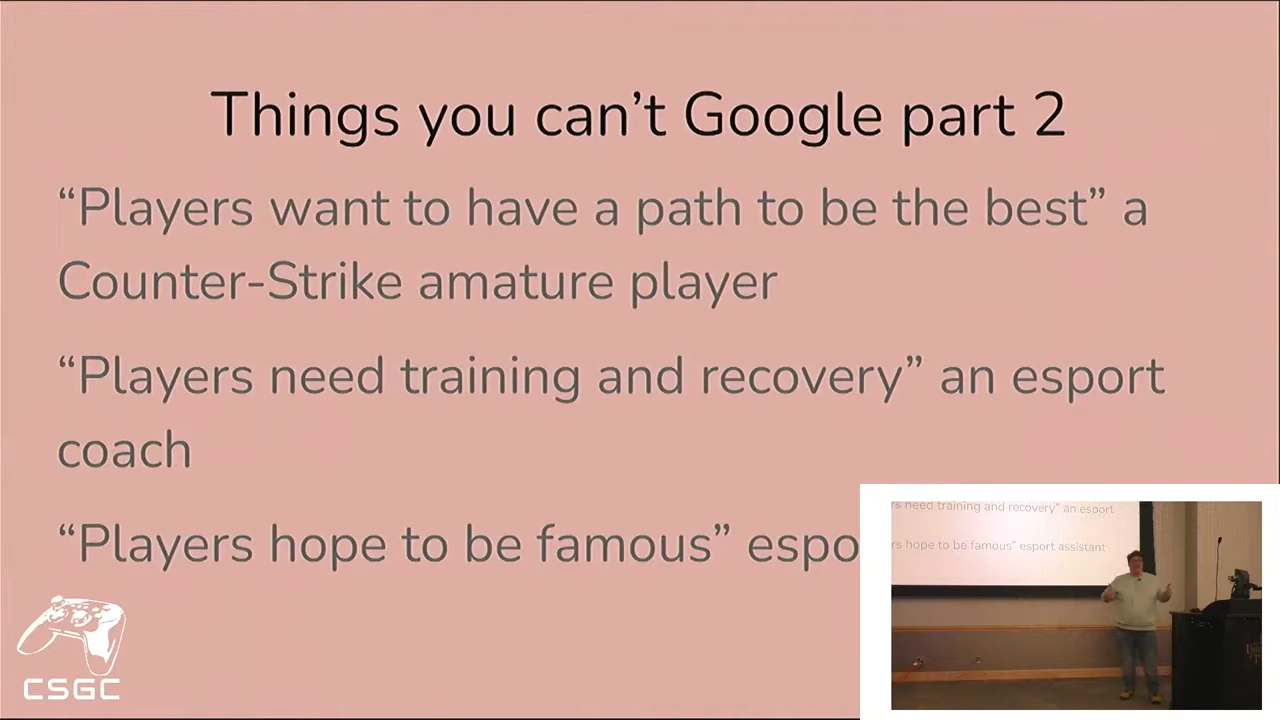 Things you can’t Google part 2
“Players want to have a path to be the best” a
Counter-Strike amature player
“Players need training and recovery” an esport
coach
“Players hope to be famous” espo
CSGC
rs need training and recovery” an esport
rs hope to be famous” esport assistant